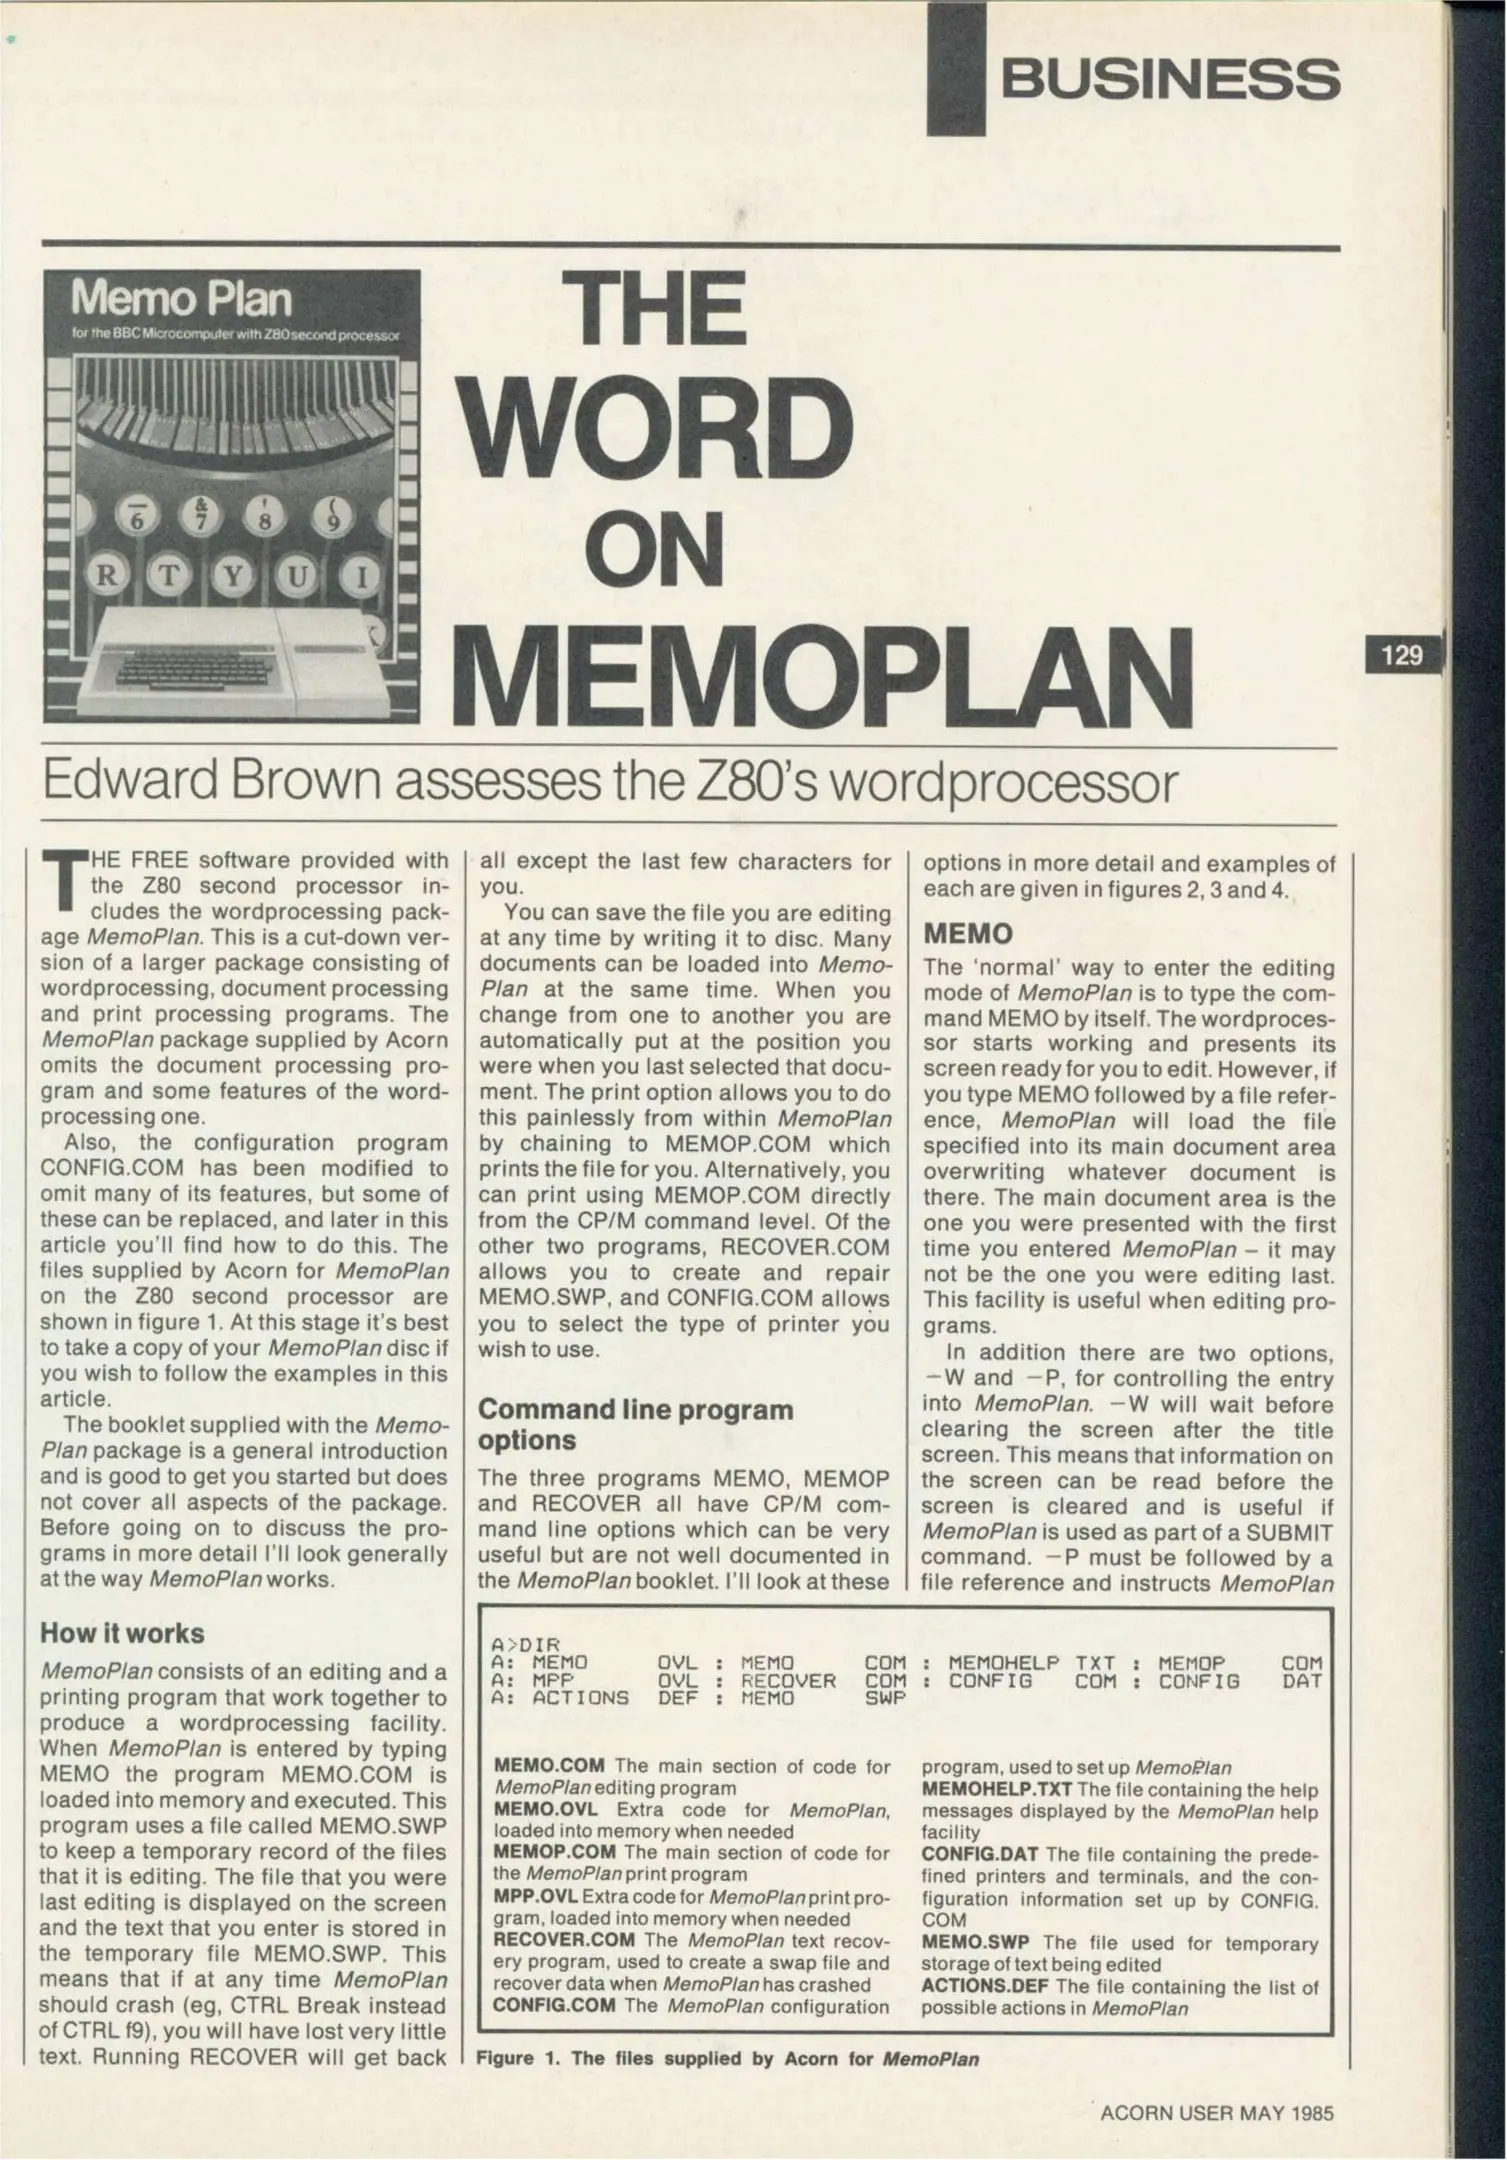 BUSINESS
Memo Plan
for the BBC Microcomputer with Z80 second processor
6
&
7
'
8
(
9
R T Y U I
K
THE
WORD
ON
MEMOPLAN
129
Edward Brown assesses the Z80's wordprocessor
THE FREE software provided with
the Z80 second processor in-
cludes the wordprocessing pack-
age MemoPlan. This is a cut-down ver-
sion of a larger package consisting of
wordprocessing, document processing
and print processing programs. The
MemoPlan package supplied by Acorn
omits the document processing pro-
gram and some features of the word-
processing one.
Also, the configuration program
CONFIG.COM has been modified to
omit many of its features, but some of
these can be replaced, and later in this
article you'll find how to do this. The
files supplied by Acorn for MemoPlan
on the Z80 second processor are
shown in figure 1. At this stage it's best
to take a copy of your MemoPlan disc if
you wish to follow the examples in this
article.
The booklet supplied with the Memo-
Plan package is a general introduction
and is good to get you started but does
not cover all aspects of the package.
Before going on to discuss the pro-
grams in more detail I'll look generally
at the way MemoPlan works.
How it works
MemoPlan consists of an editing and a
printing program that work together to
produce a wordprocessing facility.
When MemoPlan is entered by typing
MEMO the program MEMO.COM is
loaded into memory and executed. This
program uses a file called MEMO.SWP
to keep a temporary record of the files
that it is editing. The file that you were
last editing is displayed on the screen
and the text that you enter is stored in
the temporary file MEMO.SWP. This
means that if at any time MemoPlan
should crash (eg, CTRL Break instead
of CTRL f9), you will have lost very little
text. Running RECOVER will get back
all except the last few characters for
you.
You can save the file you are editing
at any time by writing it to disc. Many
documents can be loaded into Memo-
Plan at the same time. When you
change from one to another you are
automatically put at the position you
were when you last selected that docu-
ment. The print option allows you to do
this painlessly from within MemoPlan
by chaining to MEMOP.COM which
prints the file for you. Alternatively, you
can print using MEMOP.COM directly
from the CP/M command level. Of the
other two programs, RECOVER.COM
allows you to create and repair
MEMO.SWP, and CONFIG.COM allows
you to select the type of printer you
wish to use.
Command line program
options
The three programs MEMO, MEMOP
and RECOVER all have CP/M com-
mand line options which can be very
useful but are not well documented in
the MemoPlan booklet. I'll look at these
options in more detail and examples of
each are given in figures 2, 3 and 4.
MEMO
The 'normal' way to enter the editing
mode of MemoPlan is to type the com-
mand MEMO by itself. The wordproces-
sor starts working and presents its
screen ready for you to edit. However, if
you type MEMO followed by a file refer-
ence, MemoPlan will load the file
specified into its main document area
overwriting whatever document is
there. The main document area is the
one you were presented with the first
time you entered MemoPlan – it may
not be the one you were editing last.
This facility is useful when editing pro-
grams.
In addition there are two options,
−W and −P, for controlling the entry
into MemoPlan. −W will wait before
clearing the screen after the title
screen. This means that information on
the screen can be read before the
screen is cleared and is useful if
MemoPlan is used as part of a SUBMIT
command. −P must be followed by a
file reference and instructs MemoPlan
A>DIR
A: MEMO OVL : MEMO COM : MEMOHELP TXT : MEMOP COM
A: MPP OVL : RECOVER COM : CONFIG COM : CONFIG DAT
A: ACTIONS DEF : MEMO SWP
MEMO.COM The main section of code for
MemoPlan editing program
MEMO.OVL Extra code for MemoPlan,
loaded into memory when needed
MEMOP.COM The main section of code for
the MemoPlan print program
MPP.OVL Extra code for MemoPlan print pro-
gram, loaded into memory when needed
RECOVER.COM The MemoPlan text recov-
ery program, used to create a swap file and
recover data when MemoPlan has crashed
CONFIG.COM The MemoPlan configuration
program, used to set up MemoPlan
MEMOHELP.TXT The file containing the help
messages displayed by the MemoPlan help
facility
CONFIG.DAT The file containing the prede-
fined printers and terminals, and the con-
figuration information set up by CONFIG.
COM
MEMO.SWP The file used for temporary
storage of text being edited
ACTIONS.DEF The file containing the list of
possible actions in MemoPlan
Figure 1. The files supplied by Acorn for MemoPlan
ACORN USER MAY 1985